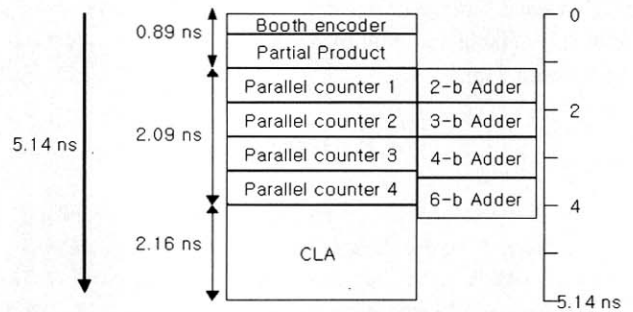 0.89 ns
Booth encoder
Partial Product
0
5.14 ns
2.09 ns
Parallel counter 1
2-b Adder
2
Parallel counter 2
3-b Adder
Parallel counter 3
4-b Adder
Parallel counter 4
6-b Adder
4
2.16 ns
CLA
5.14 ns